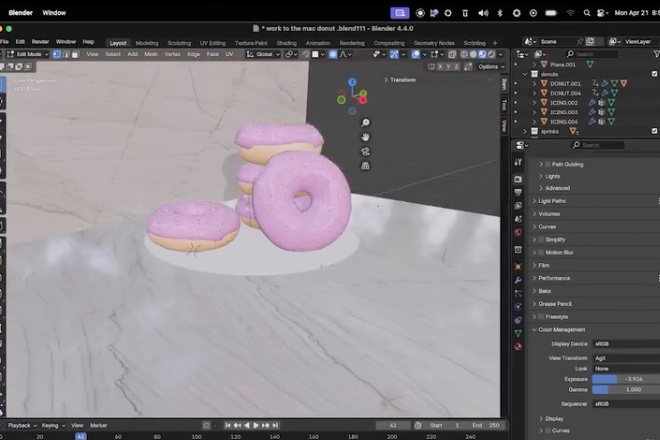 Blender Window
Mon Apr 21
* work to the mac donut .blend111 - Blender 4.4.0
File Edit Render Window Help Layout Modeling Sculpting UV Editing Texture Paint Shading Animation Rendering Compositing Geometry Nodes Scripting + Scene ViewLayer
Edit Mode View Select Add Mesh Vertex Edge Face UV Global
X Y Z Options
Plane.001
donuts
Transform
DONUT.001
DONUT.004
ICING.002
ICING.003
ICING.004
sprinks
Search
Path Guiding
Lights
Advanced
Light Paths
Volumes
Curves
Simplify
Motion Blur
Film
Performance
Bake
Grease Pencil
Freestyle
Color Management
Display Device sRGB
View Transform AgX
Look None
Exposure -3.926
Gamma 1.000
Sequencer sRGB
Display
Curves
Playback Keying View Marker 41 Start 1 End 250
0 20 41 60 80 100 120 140 160 180 200 220 240